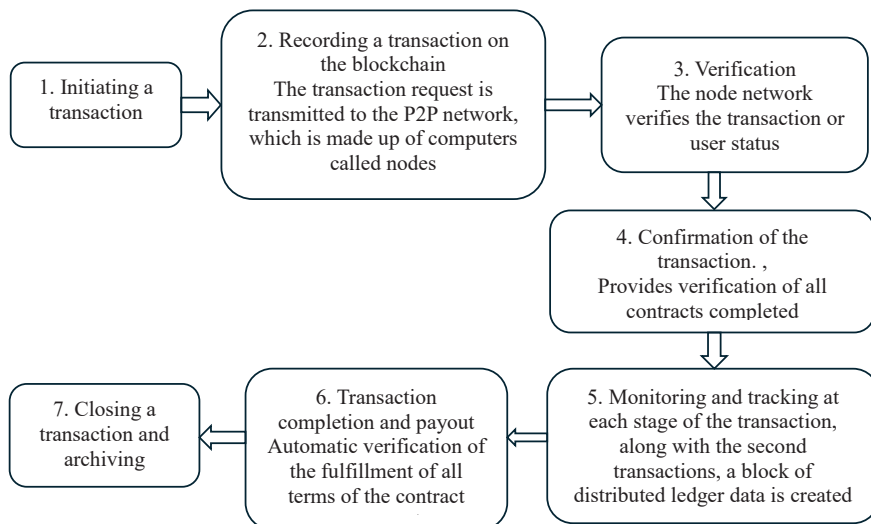 1. Initiating a
transaction
2. Recording a transaction on
the blockchain
The transaction request is
transmitted to the P2P network,
which is made up of computers
called nodes
3. Verification
The node network
verifies the transaction or
user status
4. Confirmation of the
transaction. ,
Provides verification of all
contracts completed
5. Monitoring and tracking at
each stage of the transaction,
along with the second
transactions, a block of
distributed ledger data is created
6. Transaction
completion and payout
Automatic verification of
the fulfillment of all
terms of the contract
7. Closing a
transaction and
archiving